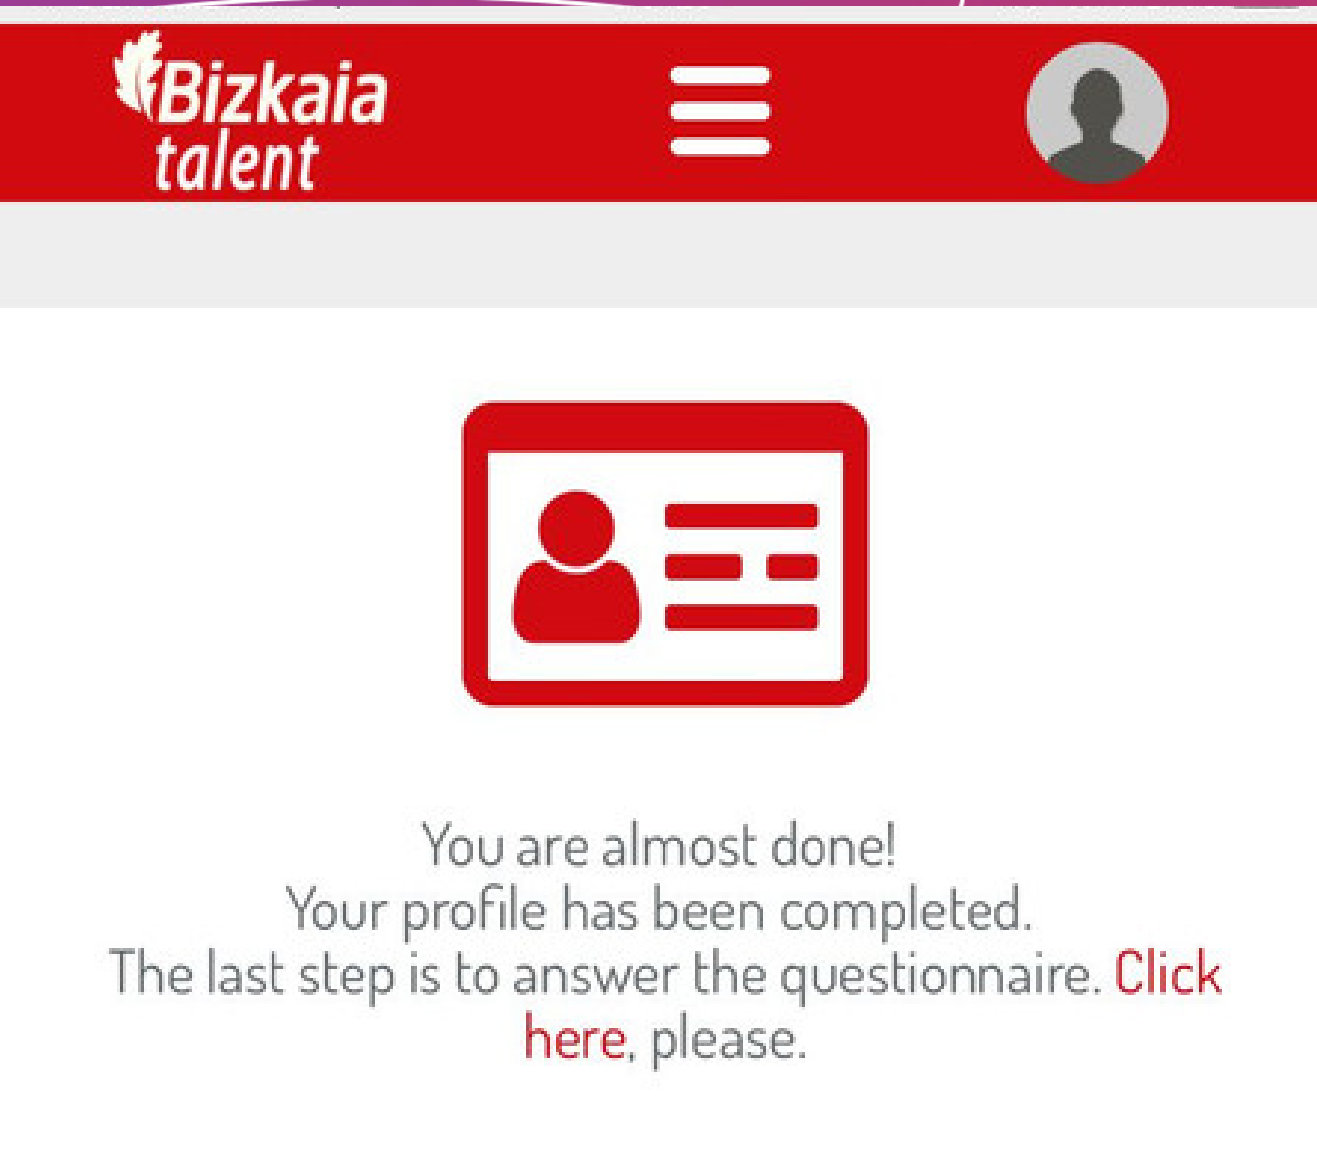 Bizkaia
talent
You are almost done!
Your profile has been completed.
The last step is to answer the questionnaire. Click
here, please.